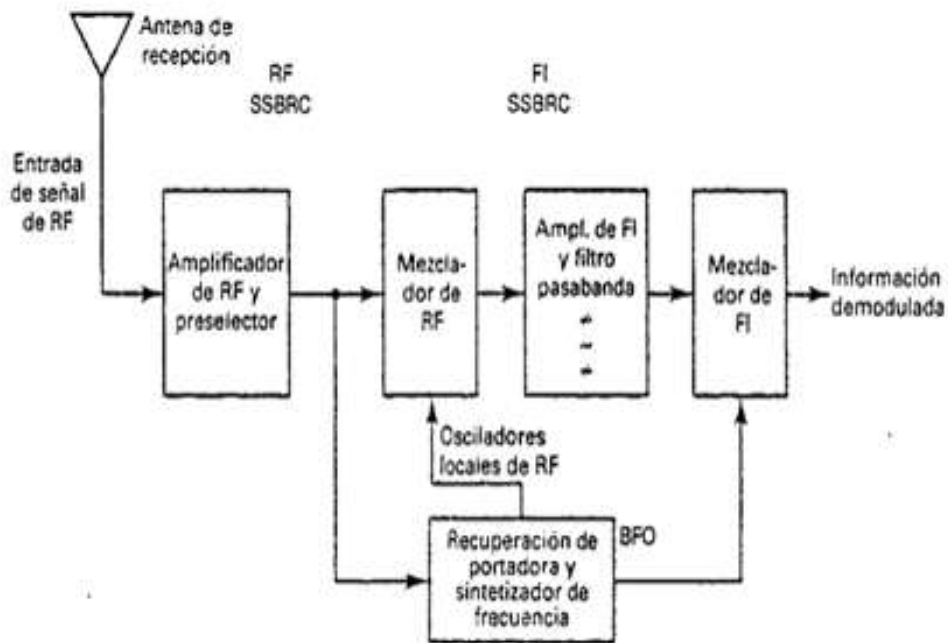 Antena de
recepción
RF
SSBRC
FI
SSBRC
Entrada
de señal
de RF
Amplificador
de RF y
preselector
Mezcla-
dor de
RF
Ampl. de FI
y filtro
pasabanda
Mezcla-
dor de
FI
Información
demodulada
Osciladores
locales de RF
Recuperación de
portadora y
sintetizador de
frecuencia
BFO